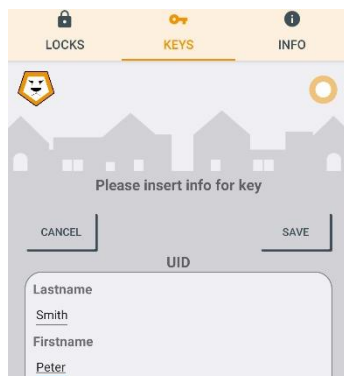 LOCKS KEYS INFO
Please insert info for key
CANCEL SAVE
UID
Lastname
Smith
Firstname
Peter